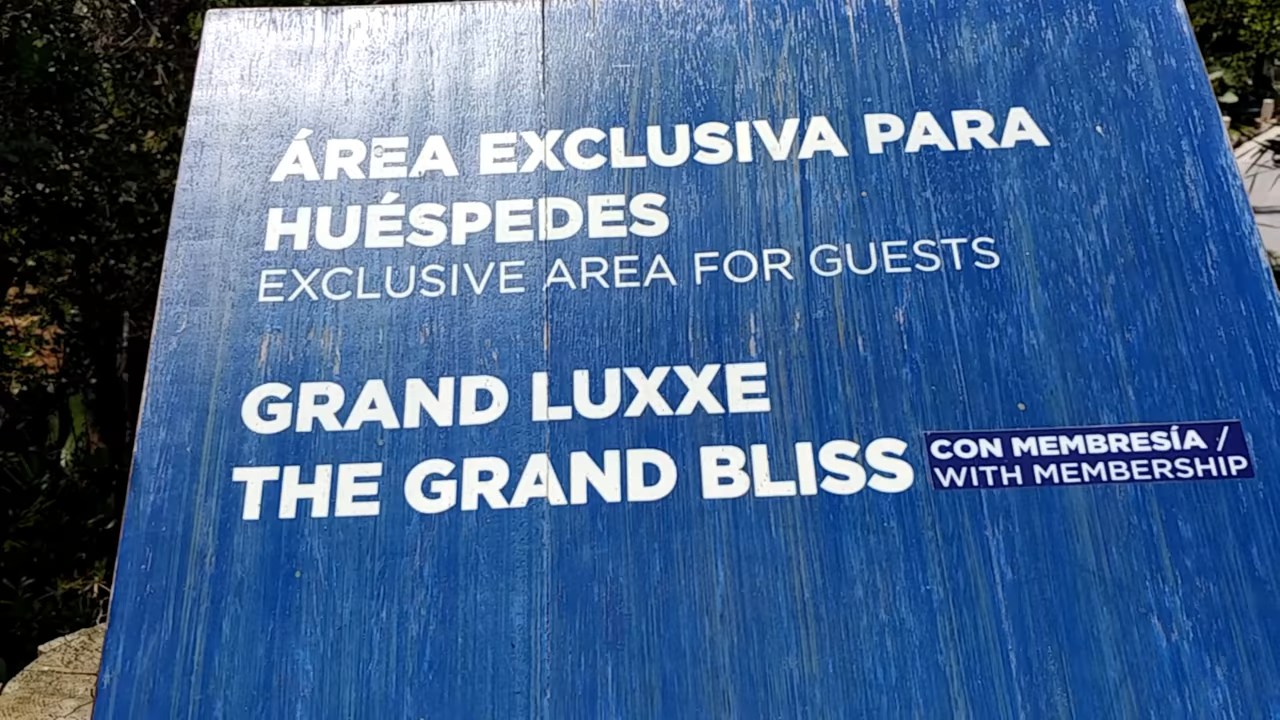 ÁREA EXCLUSIVA PARA
HUÉSPEDES
EXCLUSIVE AREA FOR GUESTS
GRAND LUXXE
THE GRAND BLISS
CON MEMBRESÍA /
WITH MEMBERSHIP